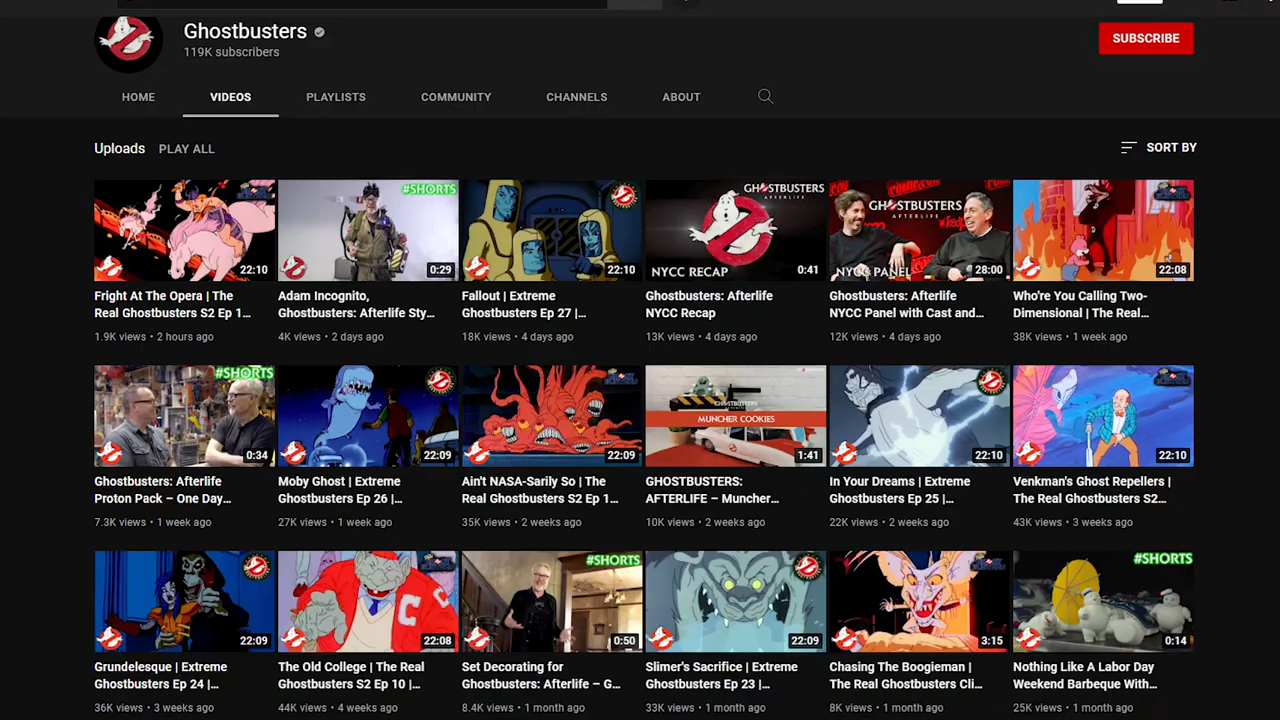 Ghostbusters
119K subscribers
SUBSCRIBE
HOME
VIDEOS
PLAYLISTS
COMMUNITY
CHANNELS
ABOUT
Uploads
PLAY ALL
SORT BY
22:10
#SHORTS
0:29
22:10
GHOSTBUSTERS
AFTERLIFE
NYCC RECAP
0:41
GHOSTBUSTERS
AFTERLIFE
NYCC PANEL
28:00
22:08
Fright At The Opera | The
Real Ghostbusters S2 Ep 1...
1.9K views • 2 hours ago
Adam Incognito,
Ghostbusters: Afterlife Sty...
4K views • 2 days ago
Fallout | Extreme
Ghostbusters Ep 27 |...
18K views • 4 days ago
Ghostbusters: Afterlife
NYCC Recap
13K views • 4 days ago
Ghostbusters: Afterlife
NYCC Panel with Cast and...
12K views • 4 days ago
Who're You Calling Two-
Dimensional | The Real...
38K views • 1 week ago
#SHORTS
0:34
22:09
22:09
GHOSTBUSTERS
MUNCHER COOKIES
1:41
22:10
22:10
Ghostbusters: Afterlife
Proton Pack – One Day...
7.3K views • 1 week ago
Moby Ghost | Extreme
Ghostbusters Ep 26 |...
27K views • 1 week ago
Ain't NASA-Sarily So | The
Real Ghostbusters S2 Ep 1...
35K views • 2 weeks ago
GHOSTBUSTERS:
AFTERLIFE – Muncher...
10K views • 2 weeks ago
In Your Dreams | Extreme
Ghostbusters Ep 25 |...
22K views • 2 weeks ago
Venkman's Ghost Repellers |
The Real Ghostbusters S2...
43K views • 3 weeks ago
22:09
C
22:08
#SHORTS
0:50
22:09
3:15
#SHORTS
0:14
Grundelesque | Extreme
Ghostbusters Ep 24 |...
36K views • 3 weeks ago
The Old College | The Real
Ghostbusters S2 Ep 10 |...
44K views • 4 weeks ago
Set Decorating for
Ghostbusters: Afterlife – G...
8.4K views • 1 month ago
Slimer's Sacrifice | Extreme
Ghostbusters Ep 23 |...
33K views • 1 month ago
Chasing The Boogieman |
The Real Ghostbusters Cli...
8K views • 1 month ago
Nothing Like A Labor Day
Weekend Barbeque With...
25K views • 1 month ago